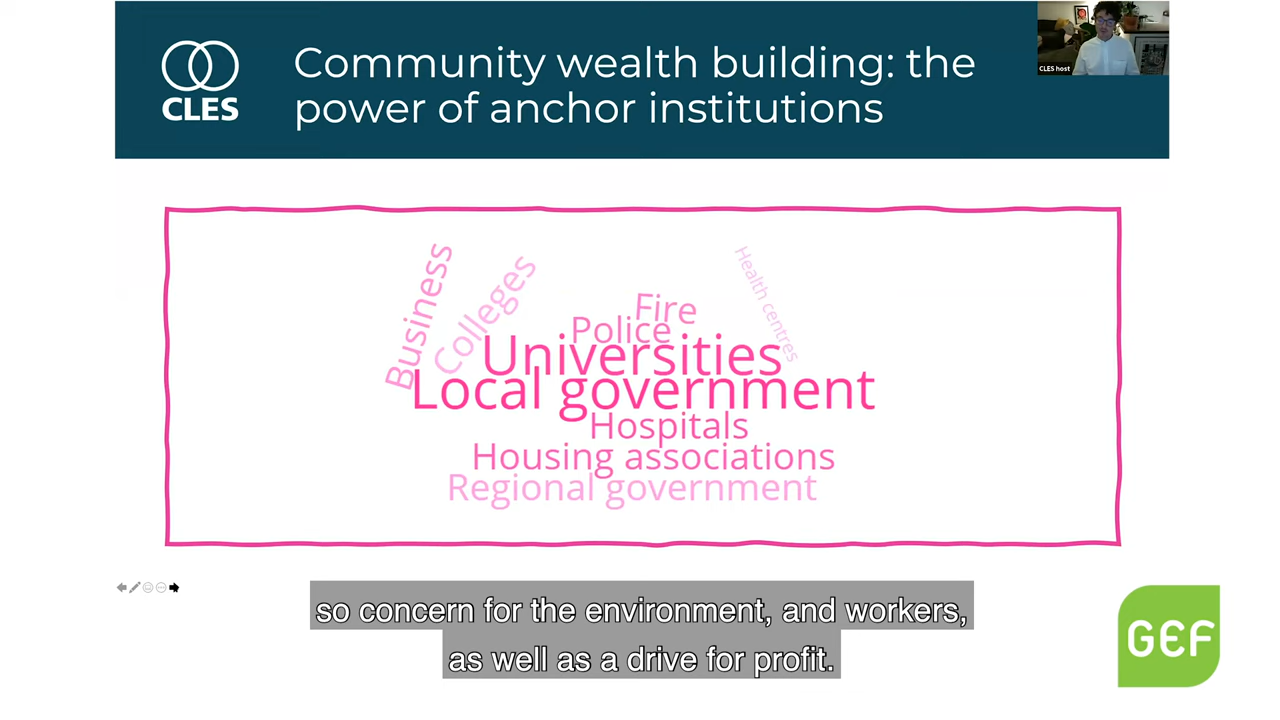 CLES
Community wealth building: the
power of anchor institutions
CLES host
Business
Colleges
Health centres
Fire
Police
Universities
Local government
Hospitals
Housing associations
Regional government
so concern for the environment, and workers,
as well as a drive for profit.
GEF